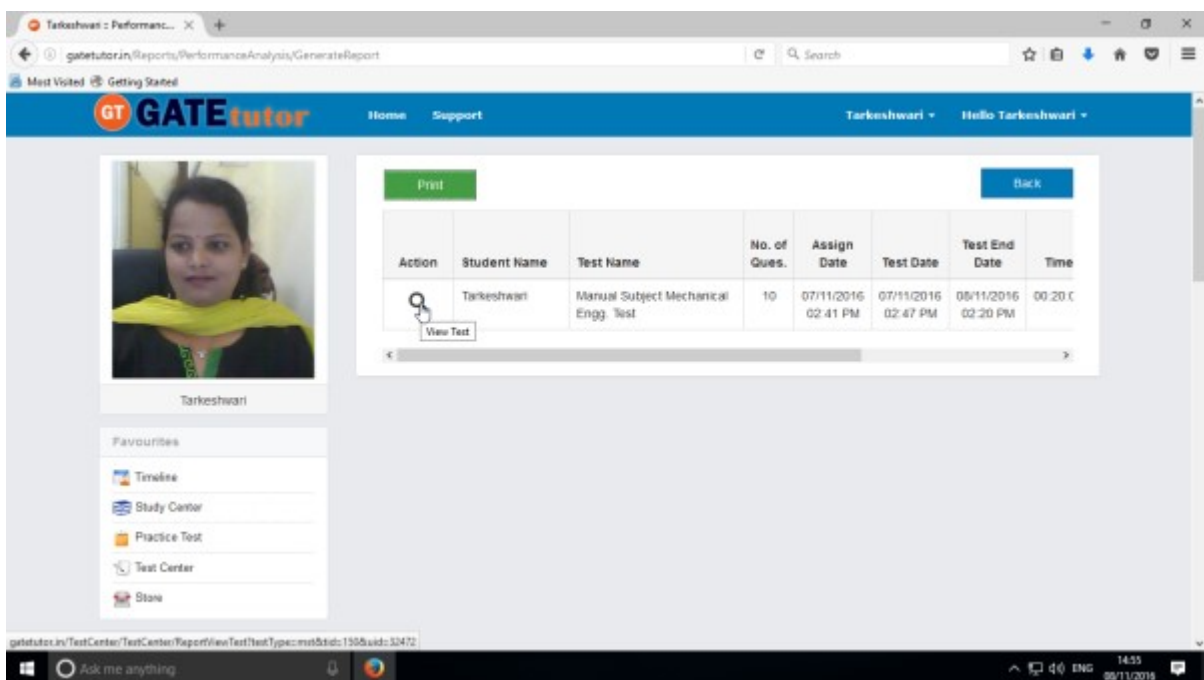 Tarkeshwari :: Performanc...
gatetutor.in/Reports/PerformanceAnalysis/GenerateReport
Search
Most Visited Getting Started
GT GATEtutor Home Support Tarkeshwari Hello Tarkeshwari
Print Back
Action Student Name Test Name No. of Ques. Assign Date Test Date Test End Date Time
Tarkeshwari Manual Subject Mechanical 10 07/11/2016 07/11/2016 08/11/2016 00:20:0
Engg. Test 02:41 PM 02:47 PM 02:20 PM
View Test
Tarkeshwari
Favourites
Timeline
Study Center
Practice Test
Test Center
Store
gatetutor.in/TestCenter/TestCenter/ReportViewTest?testType=mst&tid=150&uid=32472
Ask me anything ENG 14:55
08/11/2016